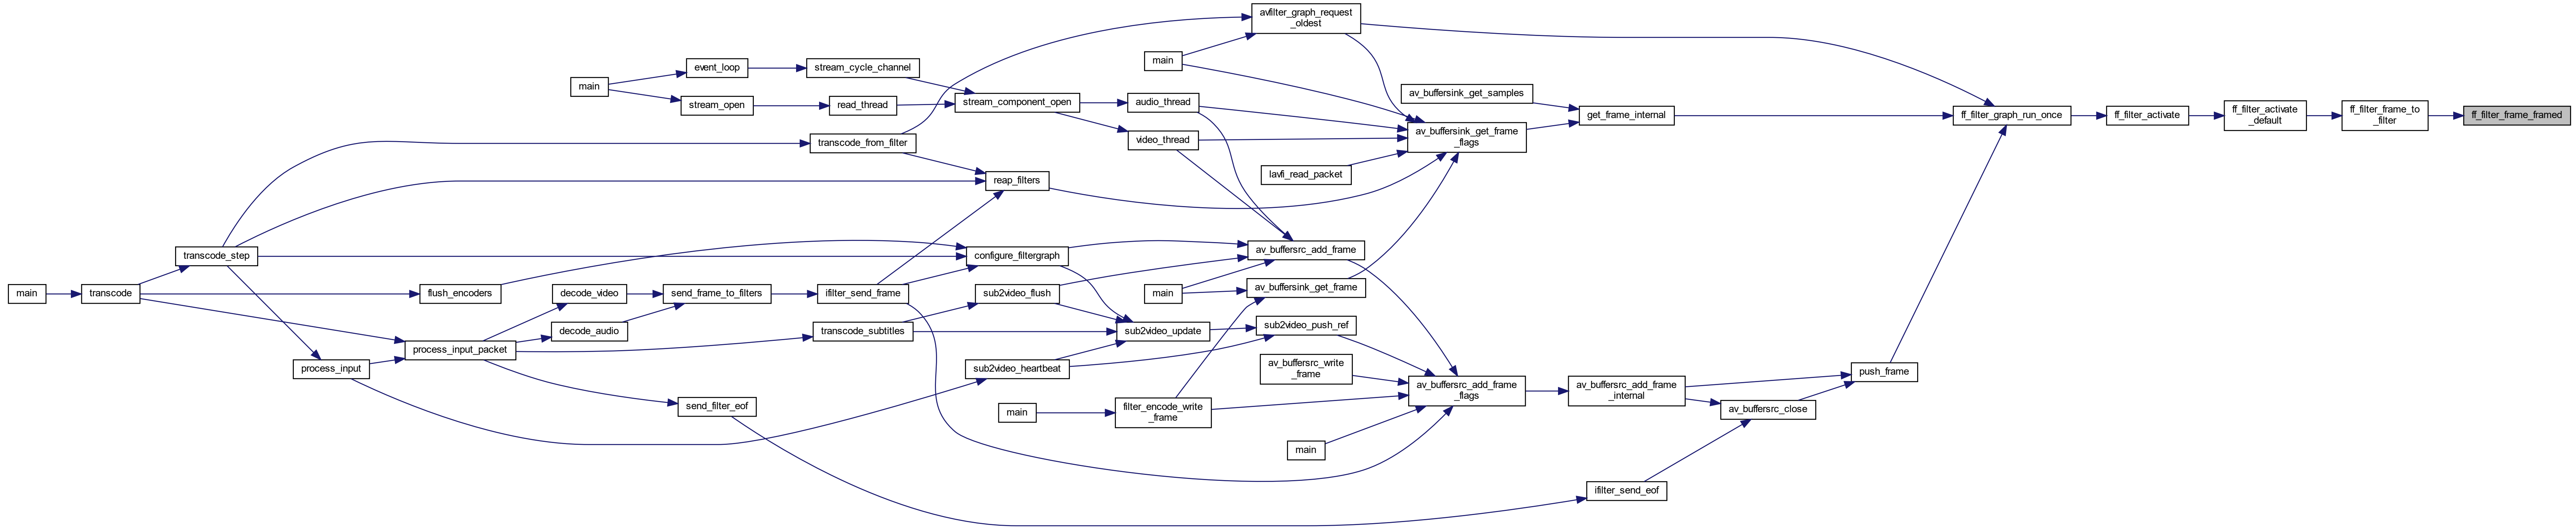 avfilter_graph_request
_oldest
main
event_loop
stream_cycle_channel
main
stream_open
read_thread
stream_component_open
audio_thread
av_buffersink_get_samples
get_frame_internal
ff_filter_graph_run_once
ff_filter_activate
ff_filter_activate
_default
ff_filter_frame_to
_filter
ff_filter_frame_framed
av_buffersink_get_frame
_flags
video_thread
transcode_from_filter
lavfi_read_packet
reap_filters
transcode_step
configure_filtergraph
av_buffersrc_add_frame
main
transcode
flush_encoders
decode_video
send_frame_to_filters
ifilter_send_frame
sub2video_flush
main
av_buffersink_get_frame
decode_audio
transcode_subtitles
sub2video_update
sub2video_push_ref
process_input_packet
process_input
sub2video_heartbeat
av_buffersrc_write
_frame
push_frame
av_buffersrc_add_frame
_flags
av_buffersrc_add_frame
_internal
send_filter_eof
main
filter_encode_write
_frame
av_buffersrc_close
main
ifilter_send_eof